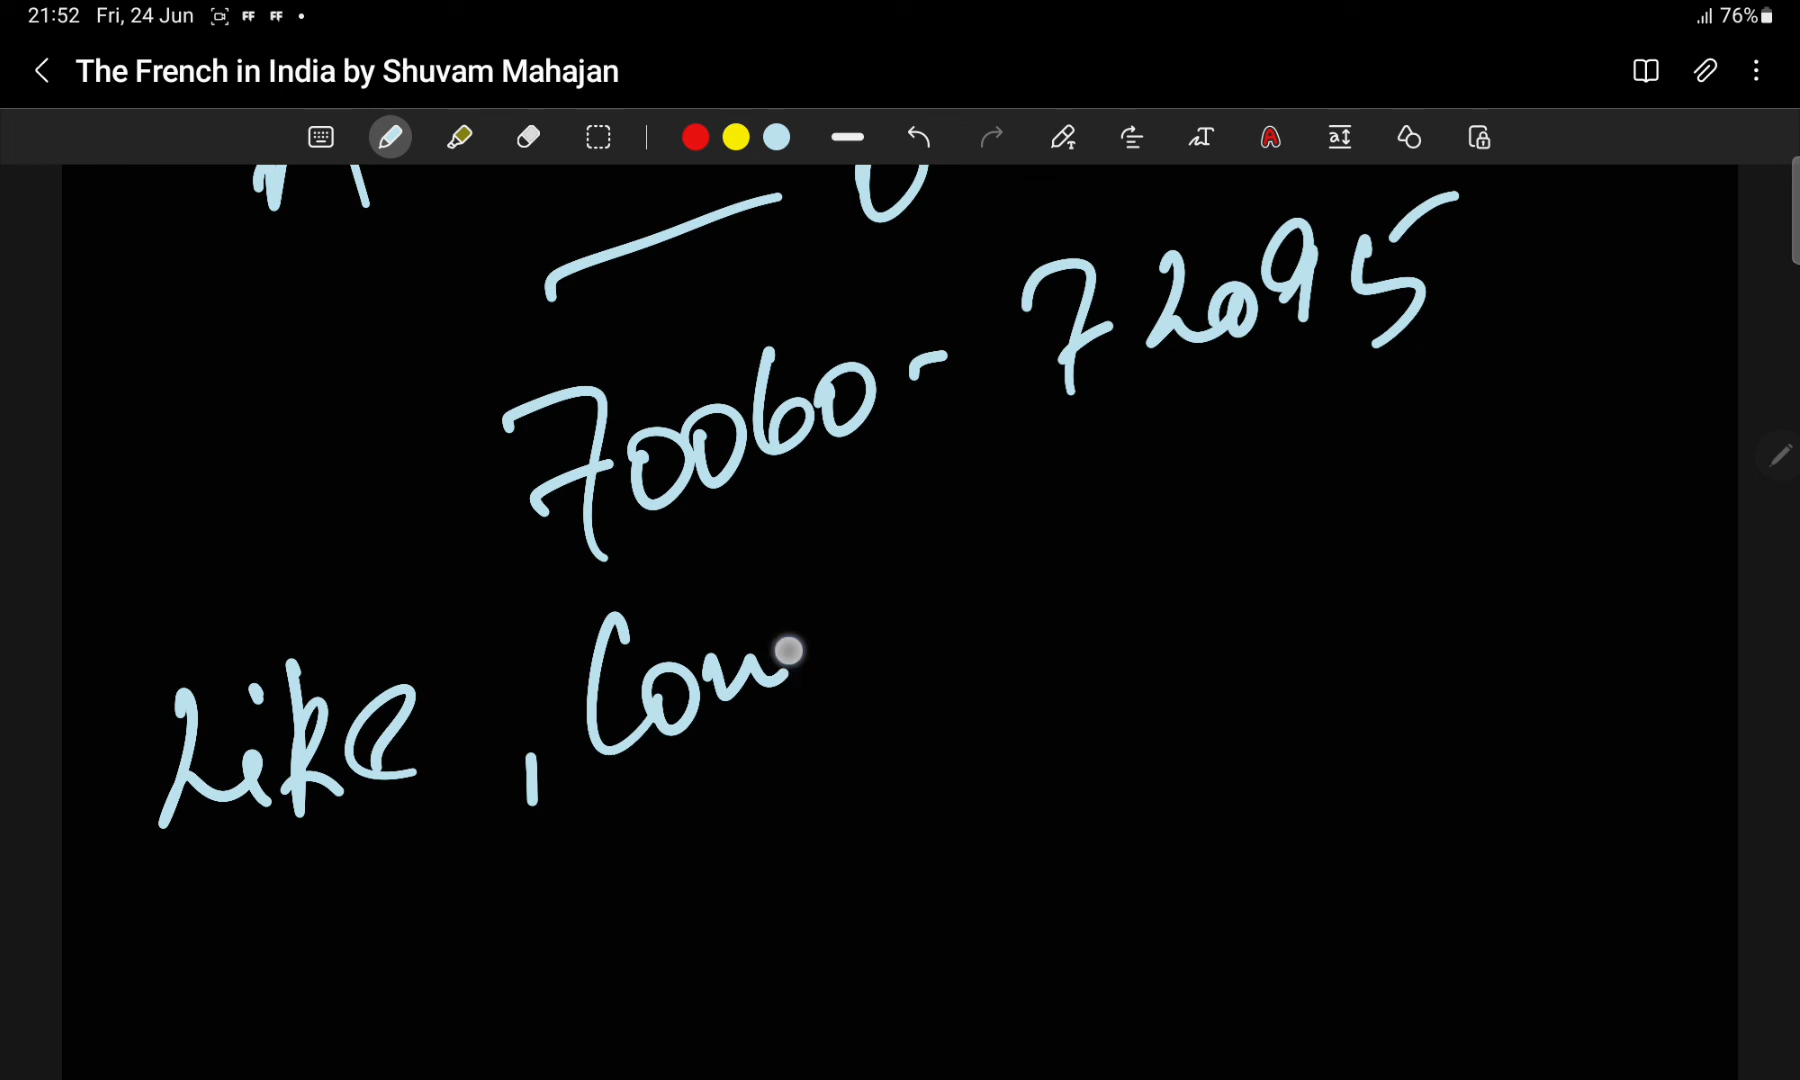 21:52 Fri, 24 Jun 76%
The French in India by Shuvam Mahajan
70060- 72095
Like , Com